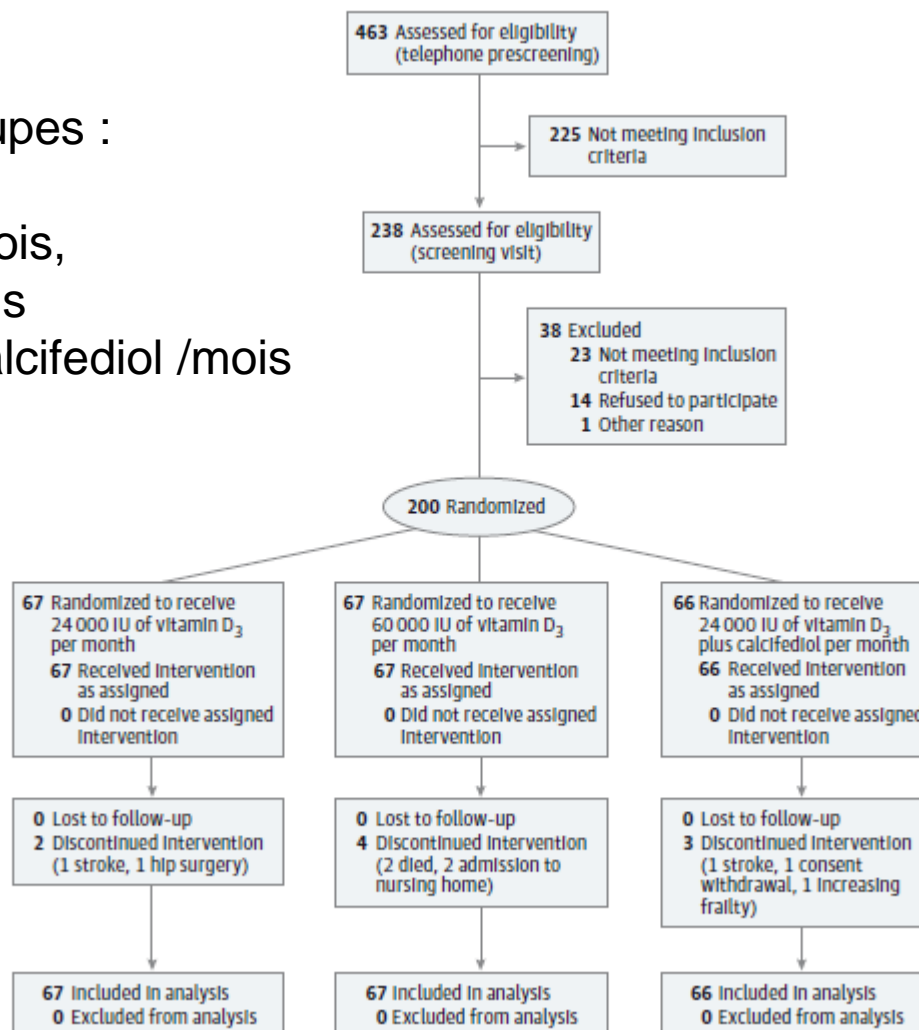 upes :
ois,
s
alcifediol /mois
463 Assessed for eligibility
(telephone prescreening)
225 Not meeting inclusion
criteria
238 Assessed for eligibility
(screening visit)
38 Excluded
23 Not meeting inclusion
criteria
14 Refused to participate
1 Other reason
200 Randomized
67 Randomized to receive
24 000 IU of vitamin D₃
per month
67 Received intervention
as assigned
0 Did not receive assigned
intervention
67 Randomized to receive
60 000 IU of vitamin D₃
per month
67 Received intervention
as assigned
0 Did not receive assigned
intervention
66 Randomized to receive
24 000 IU of vitamin D₃
plus calcifediol per month
66 Received intervention
as assigned
0 Did not receive assigned
intervention
0 Lost to follow-up
2 Discontinued intervention
(1 stroke, 1 hip surgery)
0 Lost to follow-up
4 Discontinued intervention
(2 died, 2 admission to
nursing home)
0 Lost to follow-up
3 Discontinued intervention
(1 stroke, 1 consent
withdrawal, 1 increasing
frailty)
67 Included in analysis
0 Excluded from analysis
67 Included in analysis
0 Excluded from analysis
66 Included in analysis
0 Excluded from analysis